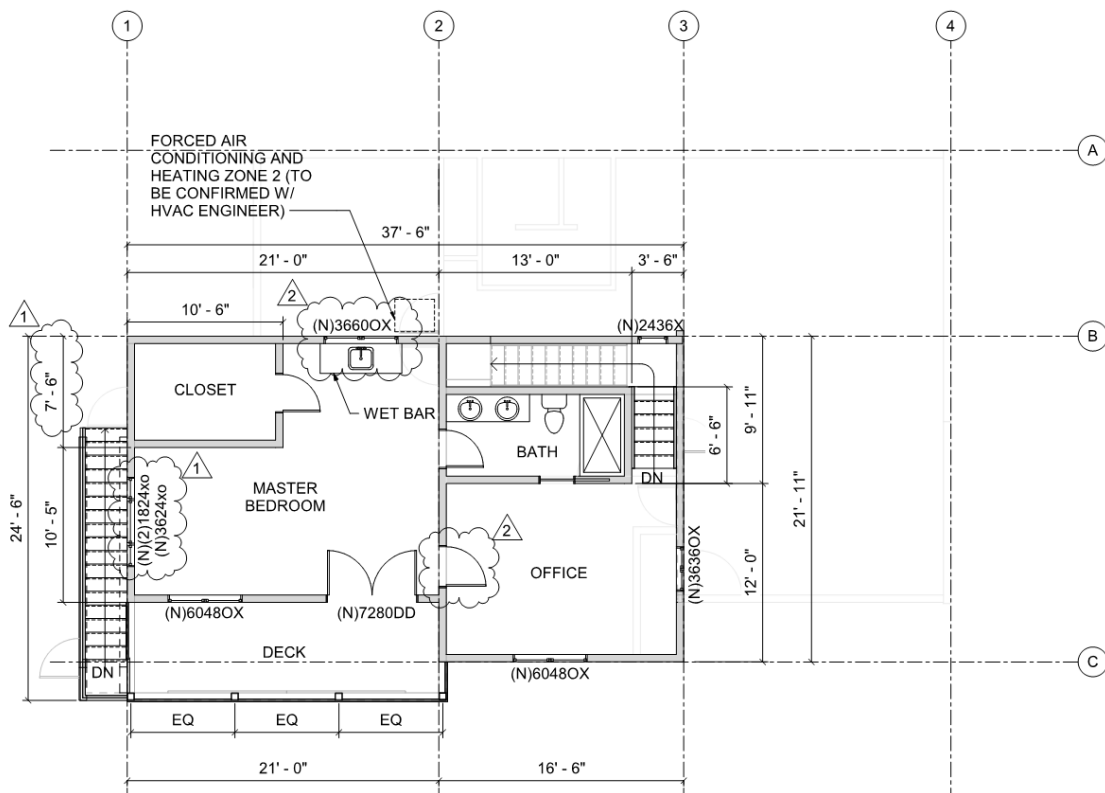 1
2
3
4
A
FORCED AIR
CONDITIONING AND
HEATING ZONE 2 (TO
BE CONFIRMED W/
HVAC ENGINEER)
37' - 6"
21' - 0"
13' - 0"
3' - 6"
10' - 6"
2
1
(N)3660OX
(N)2436X
B
CLOSET
7' - 6"
WET BAR
BATH
6' - 6"
9' - 11"
DN
1
MASTER
BEDROOM
(N)(2)1824xo
(N)3624xo
24' - 6"
10' - 5"
21' - 11"
2
OFFICE
(N)3636OX
12' - 0"
(N)6048OX
(N)7280DD
DECK
DN
(N)6048OX
C
EQ
EQ
EQ
21' - 0"
16' - 6"